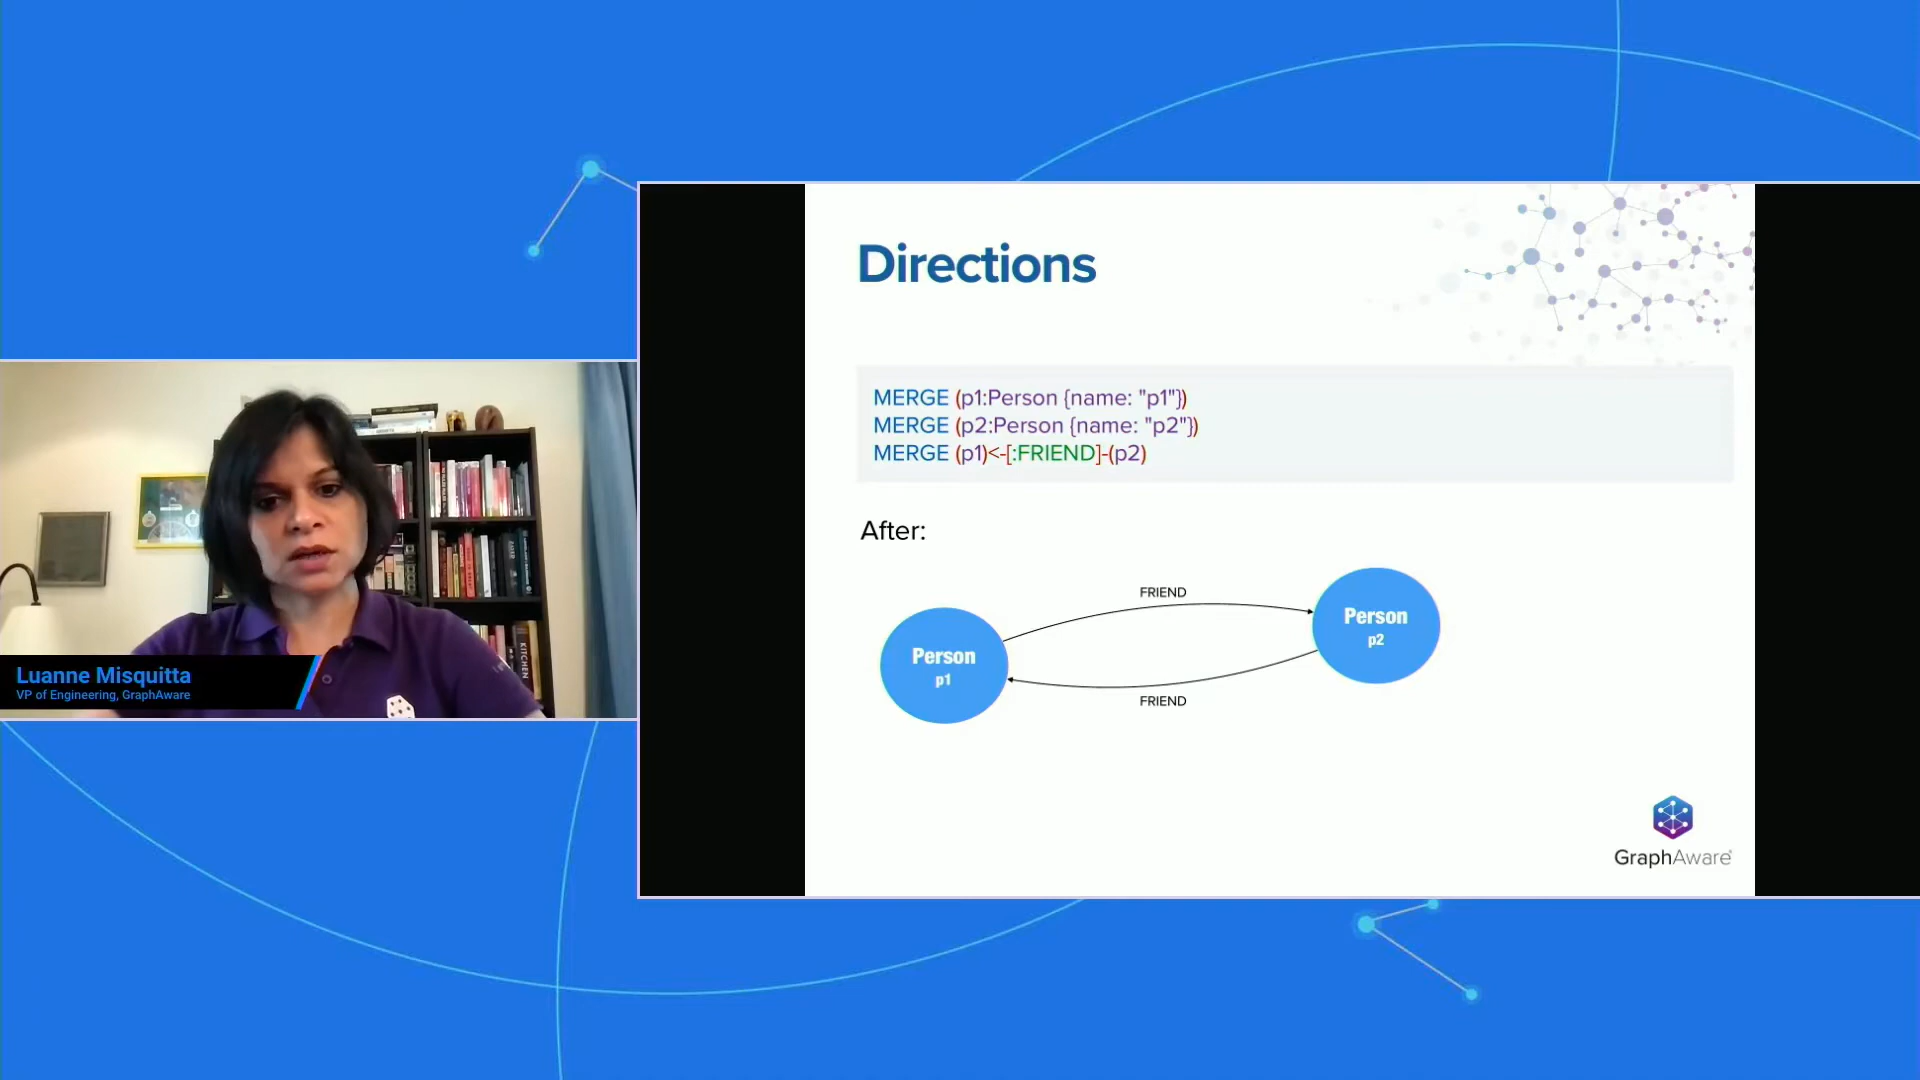 Directions
MERGE (p1:Person {name: "p1"})
MERGE (p2:Person {name: "p2"})
MERGE (p1)<-[:FRIEND]-(p2)
After:
FRIEND
Person
p1
Person
p2
FRIEND
GraphAware
Luanne Misquitta
VP of Engineering, GraphAware
KITCHEN